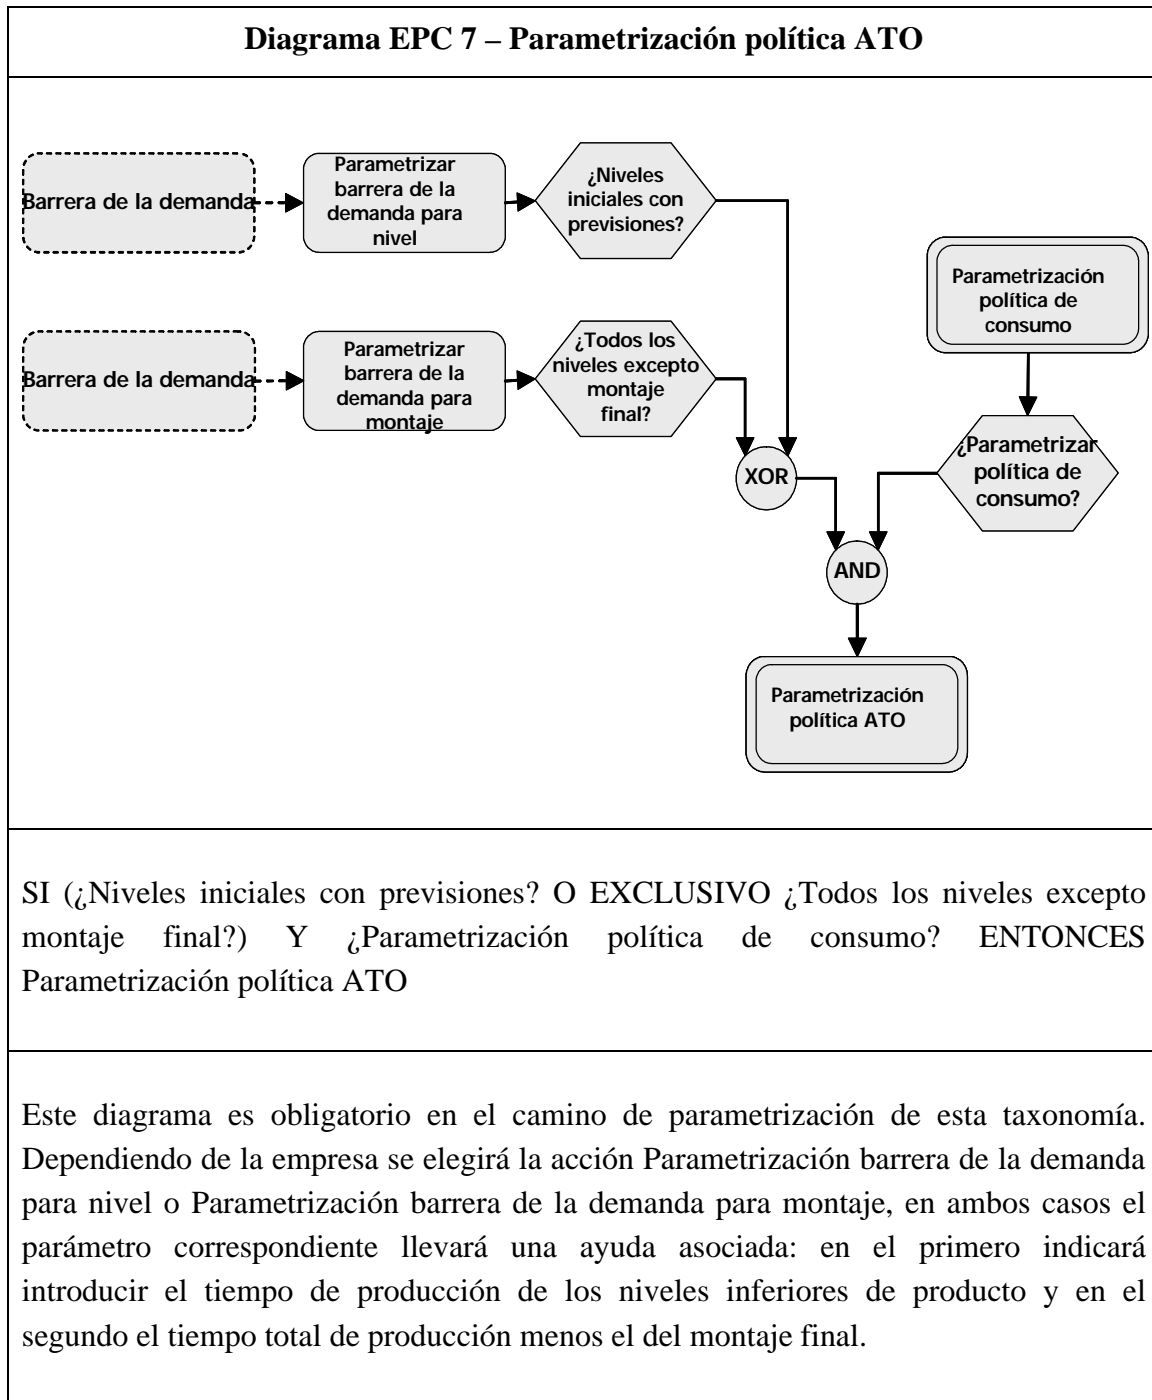 Diagrama EPC 7 – Parametrización política ATO
Barrera de la demanda
Parametrizar
barrera de la
demanda para
nivel
¿Niveles
iniciales con
previsiones?
Parametrización
política de
consumo
Barrera de la demanda
Parametrizar
barrera de la
demanda para
montaje
¿Todos los
niveles excepto
montaje
final?
¿Parametrizar
política de
consumo?
XOR
AND
Parametrización
política ATO
SI (¿Niveles iniciales con previsiones? O EXCLUSIVO ¿Todos los niveles excepto
montaje final?) Y ¿Parametrización política de consumo? ENTONCES
Parametrización política ATO
Este diagrama es obligatorio en el camino de parametrización de esta taxonomía.
Dependiendo de la empresa se elegirá la acción Parametrización barrera de la demanda
para nivel o Parametrización barrera de la demanda para montaje, en ambos casos el
parámetro correspondiente llevará una ayuda asociada: en el primero indicará
introducir el tiempo de producción de los niveles inferiores de producto y en el
segundo el tiempo total de producción menos el del montaje final.